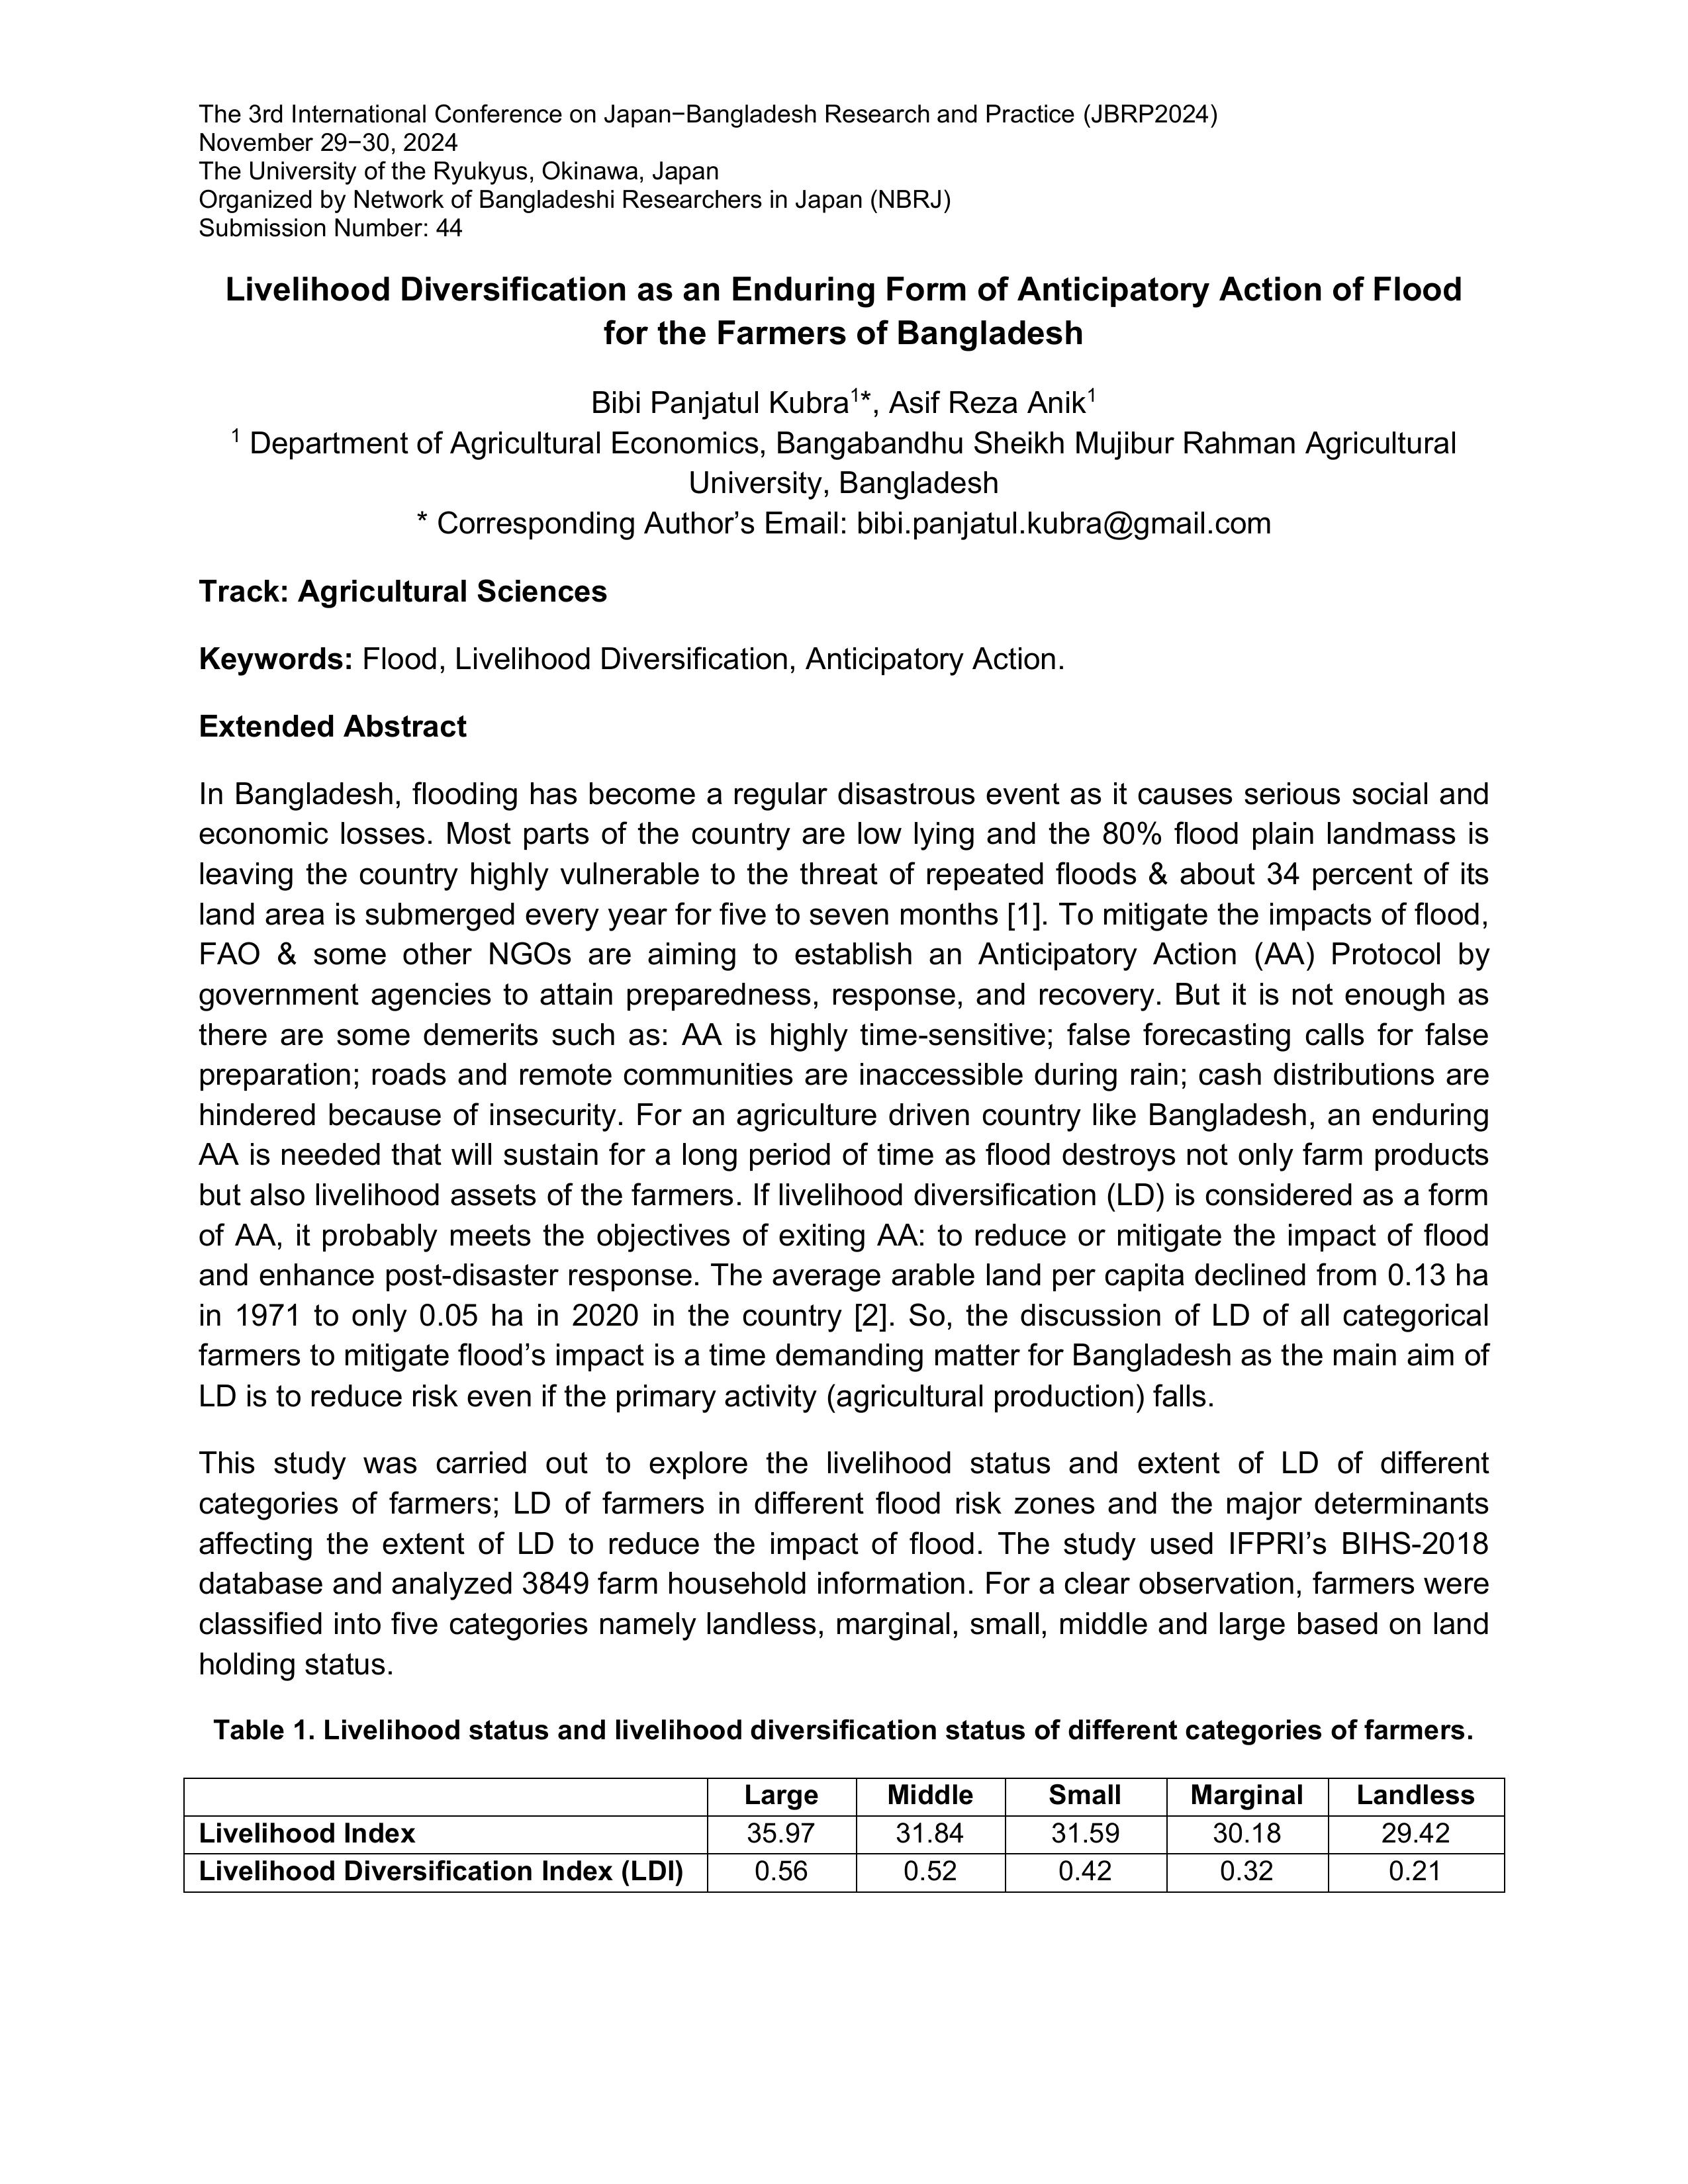 The 3rd International Conference on Japan−Bangladesh Research and Practice (JBRP2024)
November 29−30, 2024
The University of the Ryukyus, Okinawa, Japan
Organized by Network of Bangladeshi Researchers in Japan (NBRJ)
Submission Number: 44
Livelihood Diversification as an Enduring Form of Anticipatory Action of Flood
for the Farmers of Bangladesh
Bibi Panjatul Kubra¹*, Asif Reza Anik¹
¹ Department of Agricultural Economics, Bangabandhu Sheikh Mujibur Rahman Agricultural
University, Bangladesh
* Corresponding Author’s Email: bibi.panjatul.kubra@gmail.com
Track: Agricultural Sciences
Keywords: Flood, Livelihood Diversification, Anticipatory Action.
Extended Abstract
In Bangladesh, flooding has become a regular disastrous event as it causes serious social and
economic losses. Most parts of the country are low lying and the 80% flood plain landmass is
leaving the country highly vulnerable to the threat of repeated floods & about 34 percent of its
land area is submerged every year for five to seven months [1]. To mitigate the impacts of flood,
FAO & some other NGOs are aiming to establish an Anticipatory Action (AA) Protocol by
government agencies to attain preparedness, response, and recovery. But it is not enough as
there are some demerits such as: AA is highly time-sensitive; false forecasting calls for false
preparation; roads and remote communities are inaccessible during rain; cash distributions are
hindered because of insecurity. For an agriculture driven country like Bangladesh, an enduring
AA is needed that will sustain for a long period of time as flood destroys not only farm products
but also livelihood assets of the farmers. If livelihood diversification (LD) is considered as a form
of AA, it probably meets the objectives of exiting AA: to reduce or mitigate the impact of flood
and enhance post-disaster response. The average arable land per capita declined from 0.13 ha
in 1971 to only 0.05 ha in 2020 in the country [2]. So, the discussion of LD of all categorical
farmers to mitigate flood’s impact is a time demanding matter for Bangladesh as the main aim of
LD is to reduce risk even if the primary activity (agricultural production) falls.
This study was carried out to explore the livelihood status and extent of LD of different
categories of farmers; LD of farmers in different flood risk zones and the major determinants
affecting the extent of LD to reduce the impact of flood. The study used IFPRI’s BIHS-2018
database and analyzed 3849 farm household information. For a clear observation, farmers were
classified into five categories namely landless, marginal, small, middle and large based on land
holding status.
Table 1. Livelihood status and livelihood diversification status of different categories of farmers.
Large Middle Small Marginal Landless
Livelihood Index 35.97 31.84 31.59 30.18 29.42
Livelihood Diversification Index (LDI) 0.56 0.52 0.42 0.32 0.21